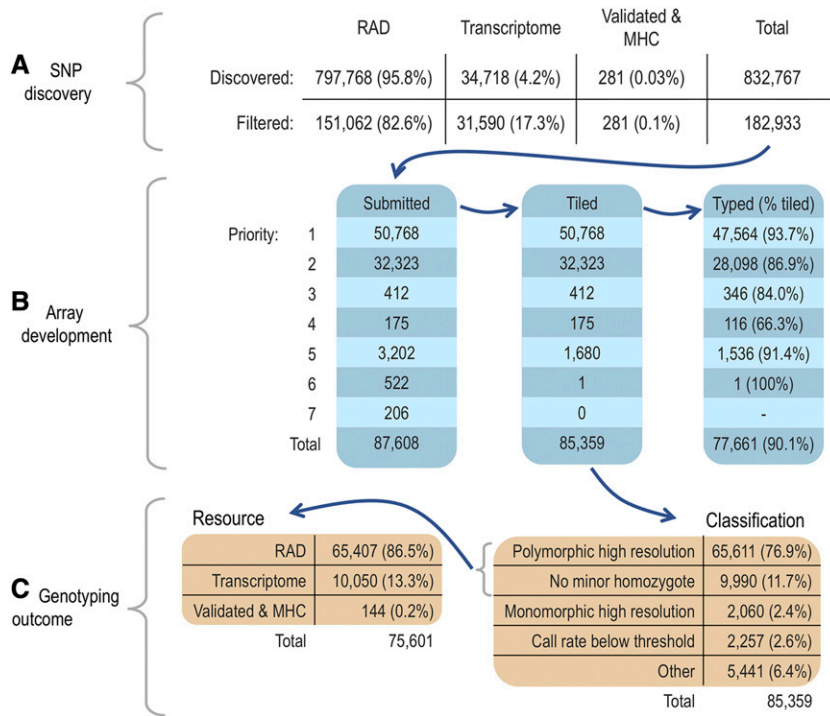 RAD Transcriptome Validated & MHC Total
A SNP discovery
Discovered: 797,768 (95.8%) 34,718 (4.2%) 281 (0.03%) 832,767
Filtered: 151,062 (82.6%) 31,590 (17.3%) 281 (0.1%) 182,933
B Array development
Submitted Tiled Typed (% tiled)
Priority: 1 50,768 50,768 47,564 (93.7%)
2 32,323 32,323 28,098 (86.9%)
3 412 412 346 (84.0%)
4 175 175 116 (66.3%)
5 3,202 1,680 1,536 (91.4%)
6 522 1 1 (100%)
7 206 0 -
Total 87,608 85,359 77,661 (90.1%)
C Genotyping outcome
Resource
RAD 65,407 (86.5%)
Transcriptome 10,050 (13.3%)
Validated & MHC 144 (0.2%)
Total 75,601
Classification
Polymorphic high resolution 65,611 (76.9%)
No minor homozygote 9,990 (11.7%)
Monomorphic high resolution 2,060 (2.4%)
Call rate below threshold 2,257 (2.6%)
Other 5,441 (6.4%)
Total 85,359